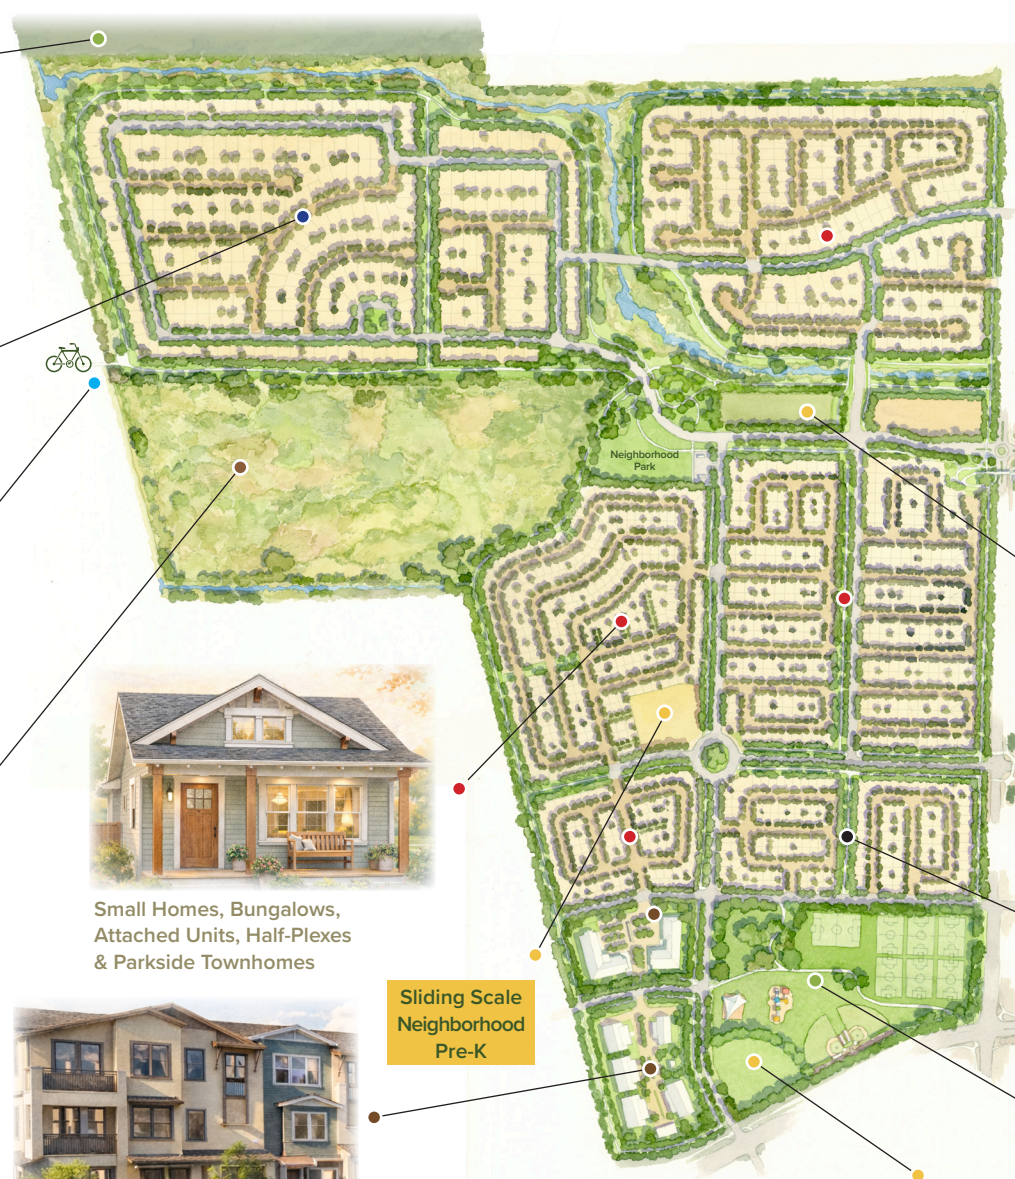 Neighborhood
Park
Small Homes, Bungalows,
Attached Units, Half-Plexes
& Parkside Townhomes
Sliding Scale
Neighborhood
Pre-K